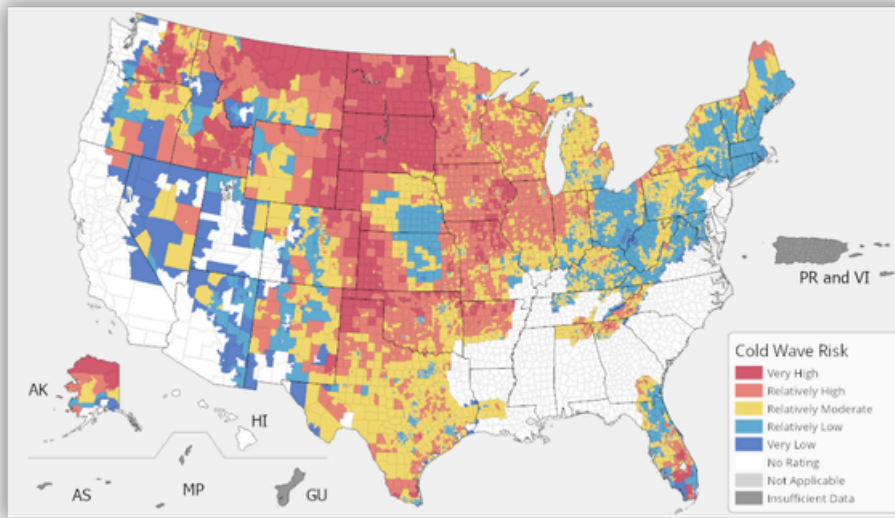 PR and VI
Cold Wave Risk
Very High
Relatively High
Relatively Moderate
Relatively Low
Very Low
No Rating
Not Applicable
Insufficient Data
AK
HI
AS
MP
GU